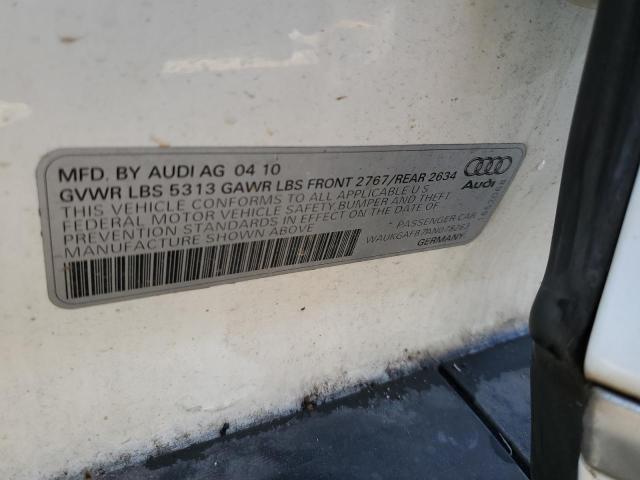 MFD. BY AUDI AG 04 10
GVWR LBS 5313 GAWR LBS FRONT 2767/REAR 2634
THIS VEHICLE CONFORMS TO ALL APPLICABLE U S
FEDERAL MOTOR VEHICLE SAFETY, BUMPER AND THEFT
PREVENTION STANDARDS IN EFFECT ON THE DATE OF
MANUFACTURE SHOWN ABOVE
Audi
- PASSENGER CAR -
WAUKGAFB7AN078263
GERMANY